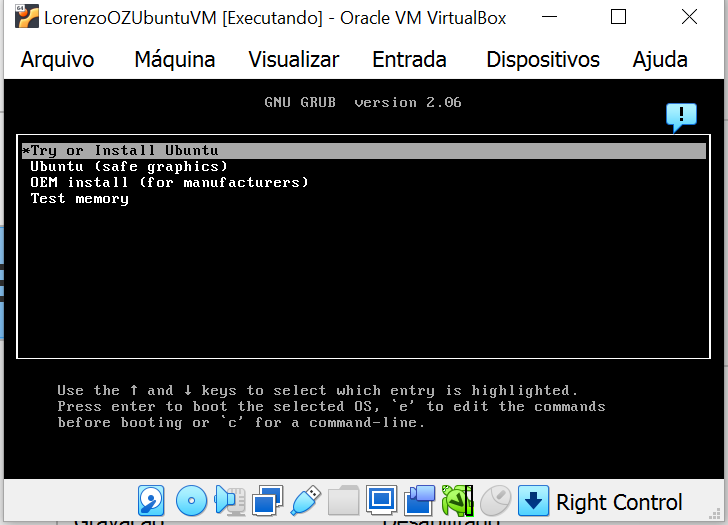 64
LorenzoOZUbuntuVM [Executando] - Oracle VM VirtualBox
Arquivo Máquina Visualizar Entrada Dispositivos Ajuda
GNU GRUB version 2.06
*Try or Install Ubuntu
Ubuntu (safe graphics)
OEM install (for manufacturers)
Test memory
Use the ↑ and ↓ keys to select which entry is highlighted.
Press enter to boot the selected OS, `e' to edit the commands
before booting or `c' for a command-line.
Right Control
Gravação Desabilitado